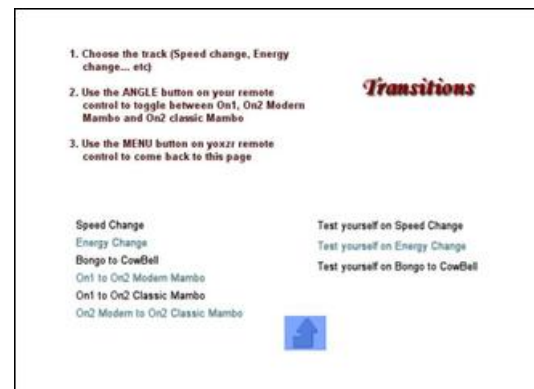 1. Choose the track (Speed change, Energy
change... etc)
Transitions
2. Use the ANGLE button on your remote
control to toggle between On1, On2 Modern
Mambo and On2 classic Mambo
3. Use the MENU button on yoxzr remote
control to come back to this page
Speed Change
Energy Change
Bongo to CowBell
On1 to On2 Modern Mambo
On1 to On2 Classic Mambo
On2 Modern to On2 Classic Mambo
Test yourself on Speed Change
Test yourself on Energy Change
Test yourself on Bongo to CowBell